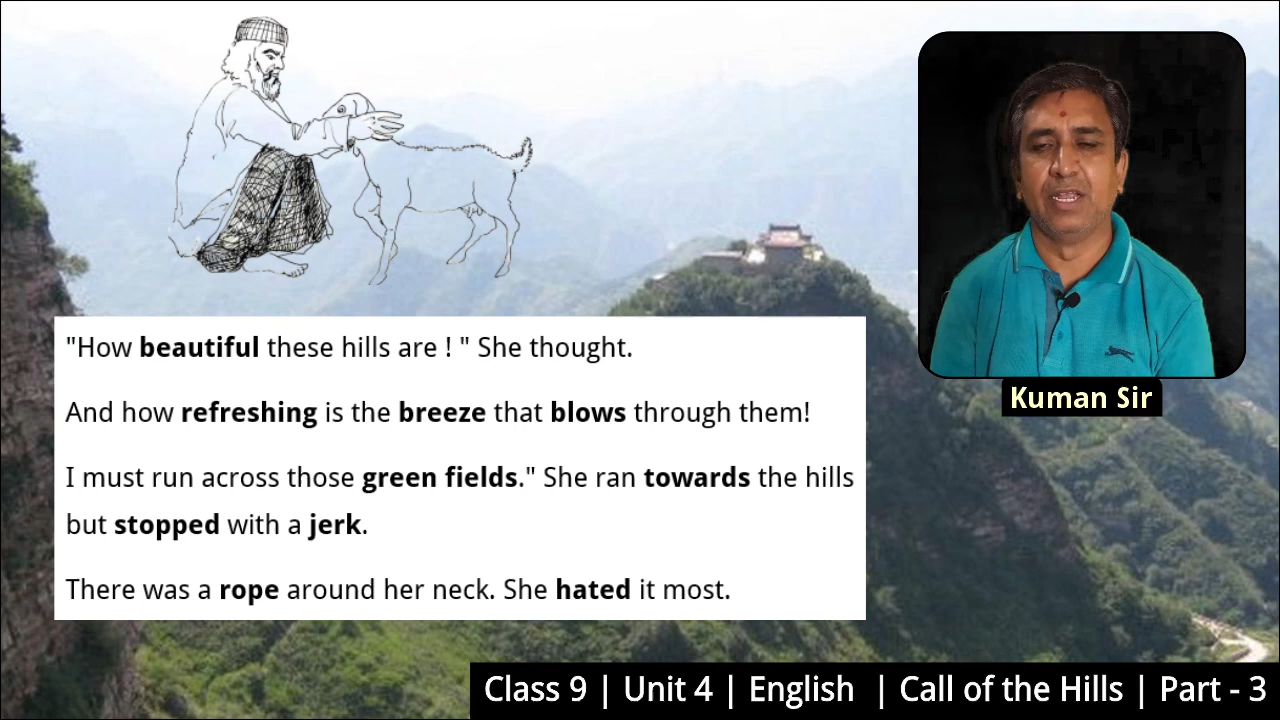 "How beautiful these hills are ! " She thought.
And how refreshing is the breeze that blows through them!
I must run across those green fields." She ran towards the hills
but stopped with a jerk.
There was a rope around her neck. She hated it most.
Kuman Sir
Class 9 | Unit 4 | English | Call of the Hills | Part - 3